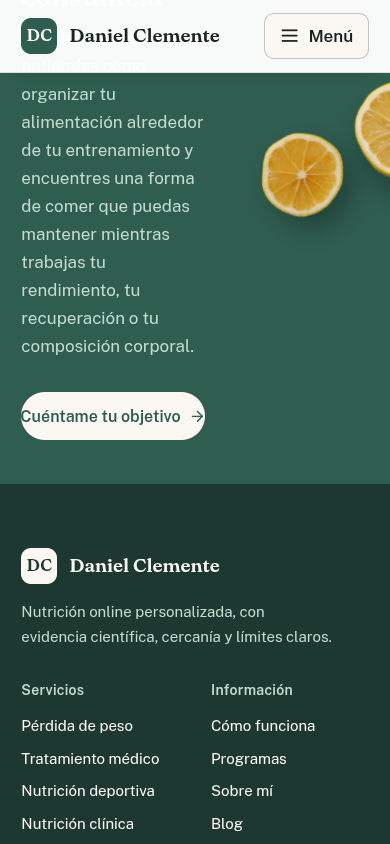 DC Daniel Clemente
Menú
organizar tu
alimentación alrededor
de tu entrenamiento y
encuentres una forma
de comer que puedas
mantener mientras
trabajas tu
rendimiento, tu
recuperación o tu
composición corporal.
Cuéntame tu objetivo →
DC Daniel Clemente
Nutrición online personalizada, con
evidencia científica, cercanía y límites claros.
Servicios
Pérdida de peso
Tratamiento médico
Nutrición deportiva
Nutrición clínica
Información
Cómo funciona
Programas
Sobre mí
Blog